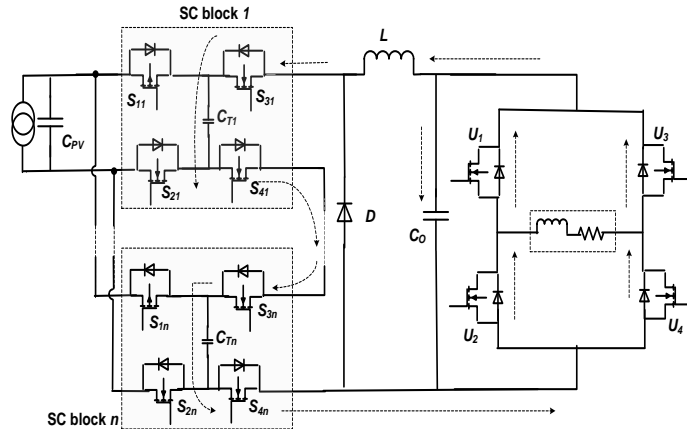 SC block 1
L
S11
S31
U1
U3
CPV
CT1
S21
S41
D
CO
S1n
S3n
U2
U4
CTn
S2n
S4n
SC block n